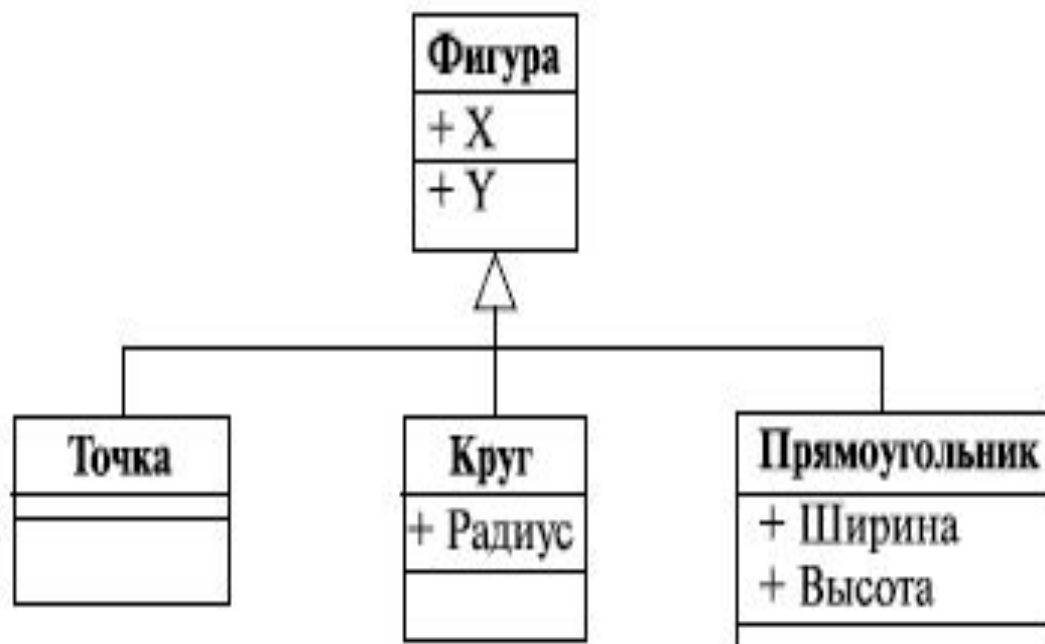 Фигура
+ X
+ Y
Точка
Круг
+ Радиус
Прямоугольник
+ Ширина
+ Высота